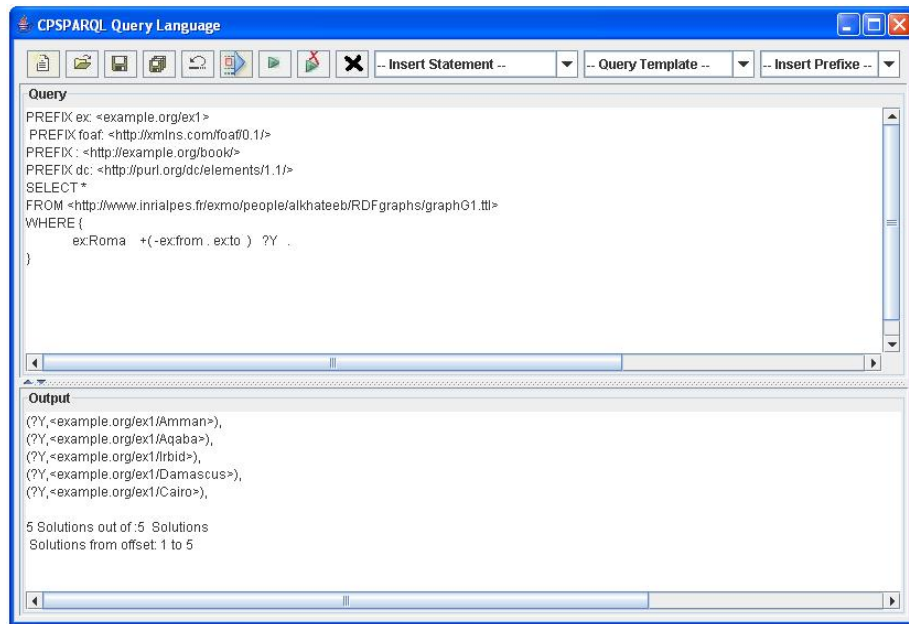 CPSPARQL Query Language
-- Insert Statement -- -- Query Template -- -- Insert Prefixe --
Query
PREFIX ex: <example.org/ex1>
PREFIX foaf: <http://xmlns.com/foaf/0.1/>
PREFIX : <http://example.org/book/>
PREFIX dc: <http://purl.org/dc/elements/1.1/>
SELECT *
FROM <http://www.inrialpes.fr/exmo/people/alkhateeb/RDFgraphs/graphG1.ttl>
WHERE {
ex:Roma +(-ex:from . ex:to ) ?Y .
}
Output
(?Y,<example.org/ex1/Amman>),
(?Y,<example.org/ex1/Aqaba>),
(?Y,<example.org/ex1/Irbid>),
(?Y,<example.org/ex1/Damascus>),
(?Y,<example.org/ex1/Cairo>),
5 Solutions out of :5 Solutions
Solutions from offset: 1 to 5